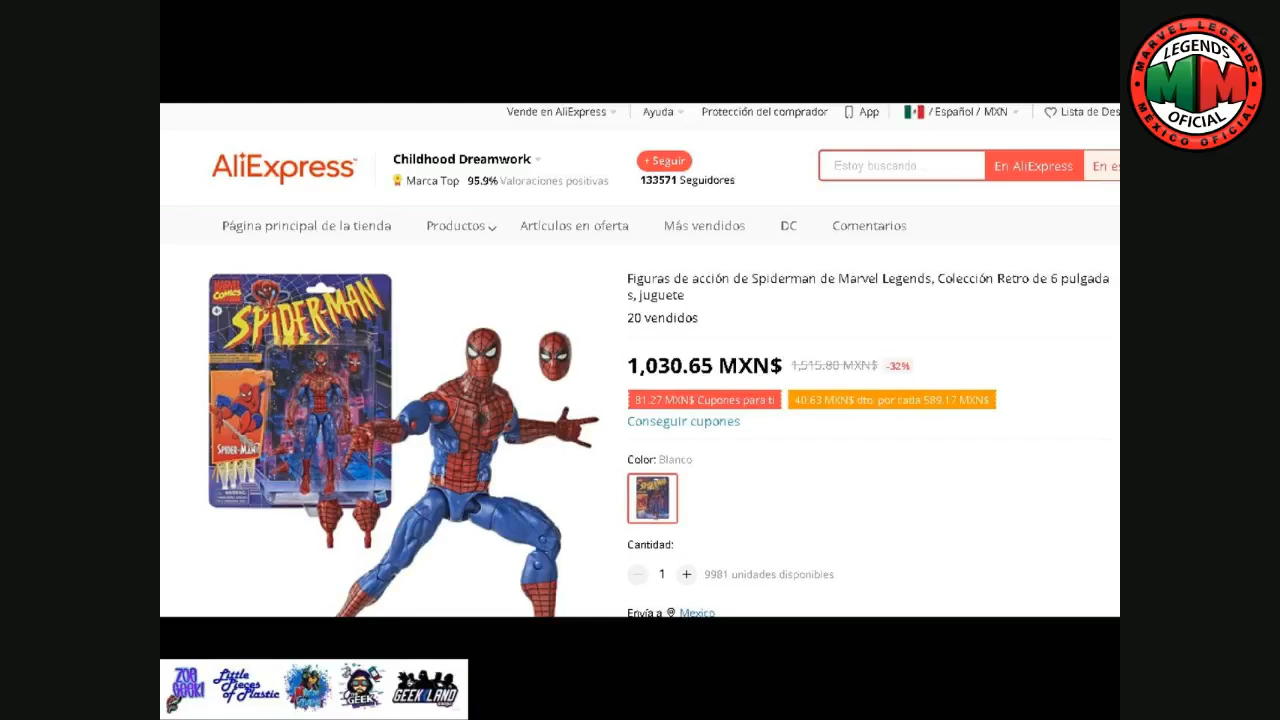 MARVEL LEGENDS
LEGENDS
MM
OFICIAL
MÉXICO OFICIAL
Vende en AliExpress
Ayuda
Protección del comprador
App
/ Español / MXN
Lista de Des
AliExpress
Childhood Dreamwork
Marca Top 95.9% Valoraciones positivas
+ Seguir
133571 Seguidores
Estoy buscando...
En AliExpress
En es
Página principal de la tienda
Productos
Artículos en oferta
Más vendidos
DC
Comentarios
MARVEL COMICS
SPIDER-MAN
SPIDER-MAN
Figuras de acción de Spiderman de Marvel Legends, Colección Retro de 6 pulgada
s, juguete
20 vendidos
1,030.65 MXN$ 1,515.80 MXN$ -32%
81.27 MXN$ Cupones para ti
40.63 MXN$ dto. por cada 589.17 MXN$
Conseguir cupones
Color: Blanco
Cantidad:
1 + 9981 unidades disponibles
Envía a Mexico
ZOE GEEK!
Little Pieces of Plastic
GEEK
GEEK LAND